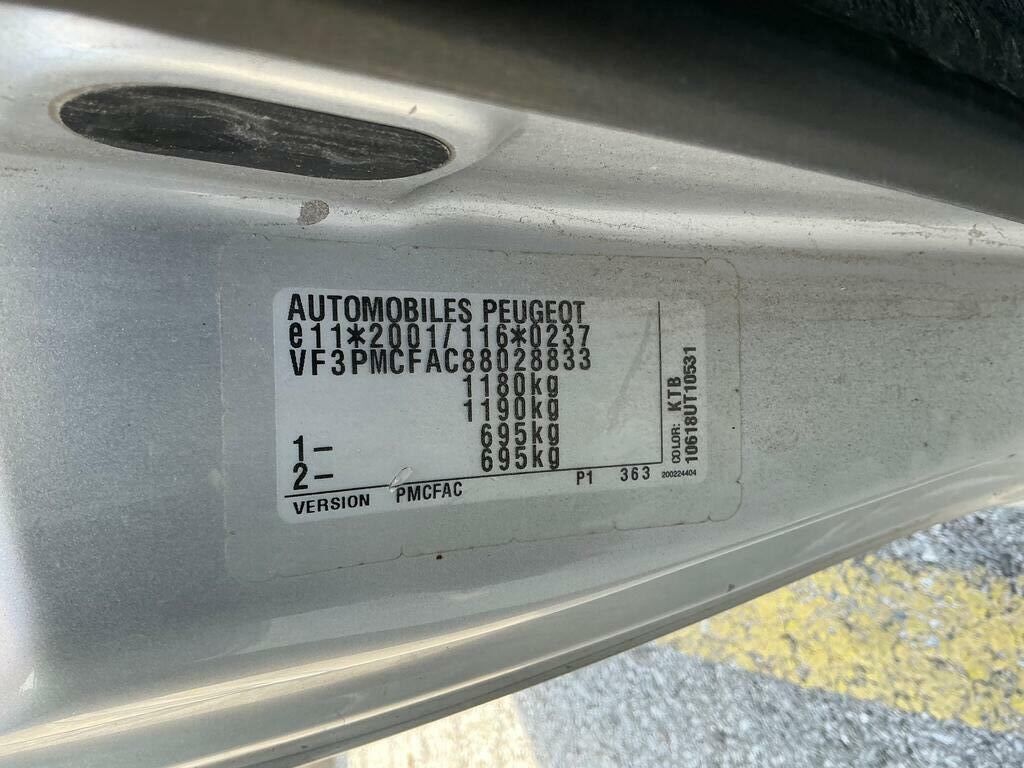 AUTOMOBILES PEUGEOT
e11*2001/116*0237
VF3PMCFAC88028833
1180kg
1190kg
1- 695kg
2- 695kg
VERSION PMCFAC P1 363
COLOR: KTB
10618UT10531
200224404